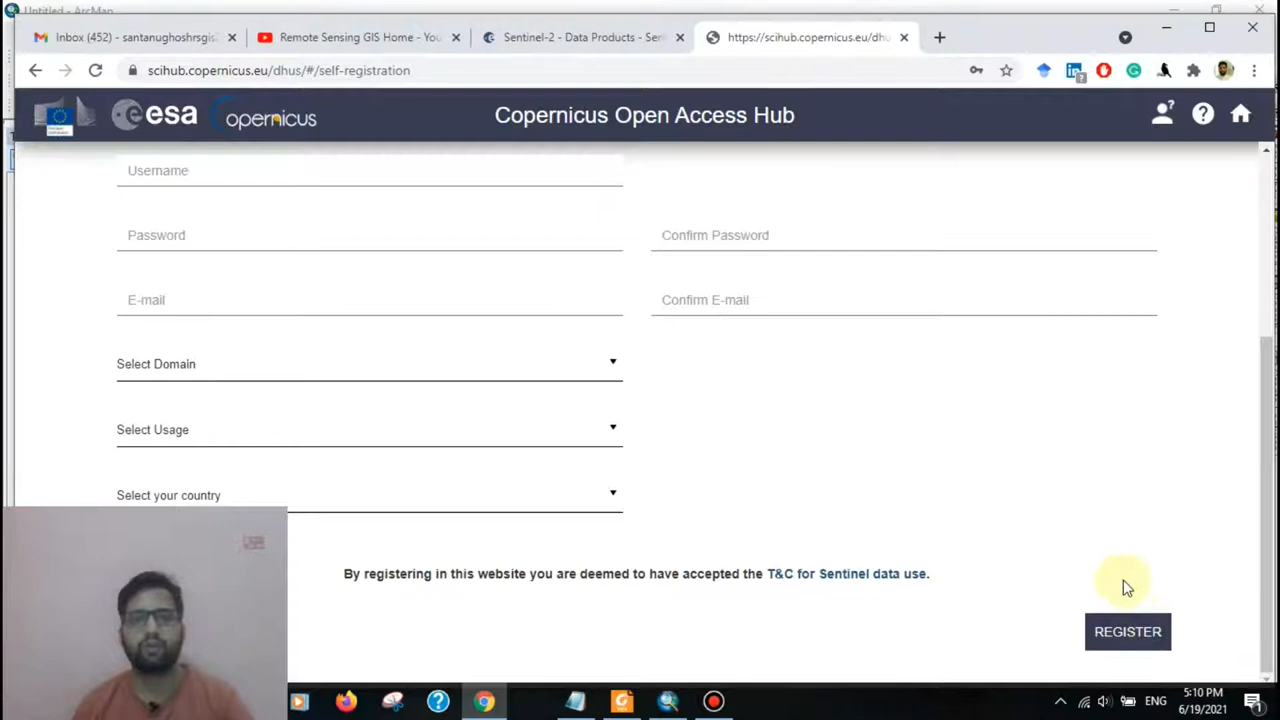 Untitled - ArcMap
Inbox (452) - santanughoshrsgis
Remote Sensing GIS Home - You
Sentinel-2 - Data Products - Sen
https://scihub.copernicus.eu/dhu
scihub.copernicus.eu/dhus/#/self-registration
esa
opernicus
Copernicus Open Access Hub
Username
Password
Confirm Password
E-mail
Confirm E-mail
Select Domain
Select Usage
Select your country
By registering in this website you are deemed to have accepted the T&C for Sentinel data use.
REGISTER
ENG
5:10 PM
6/19/2021